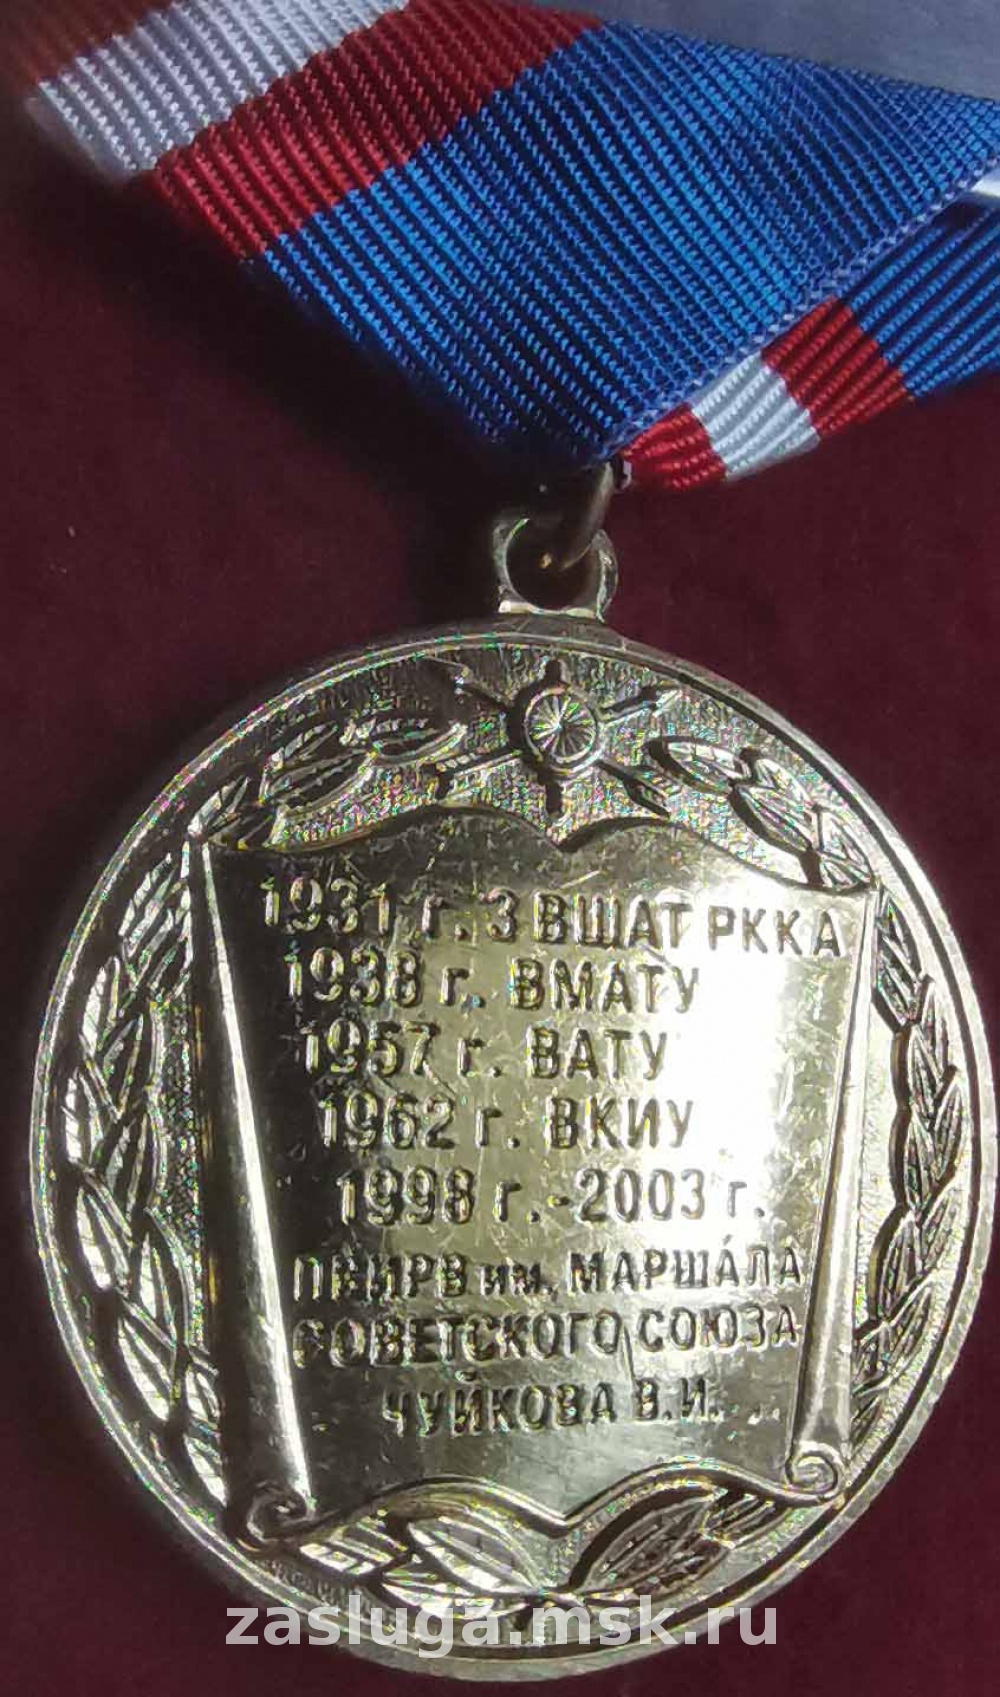 1931 г. 3 ВШАТ РККА
1938 г. ВМАТУ
1957 г. ВАТУ
1962 г. ВКИУ
1998 г.-2003 г.
ПВИРВ им. МАРШАЛА
СОВЕТСКОГО СОЮЗА
ЧУЙКОВА В.И.
zasluga.msk.ru